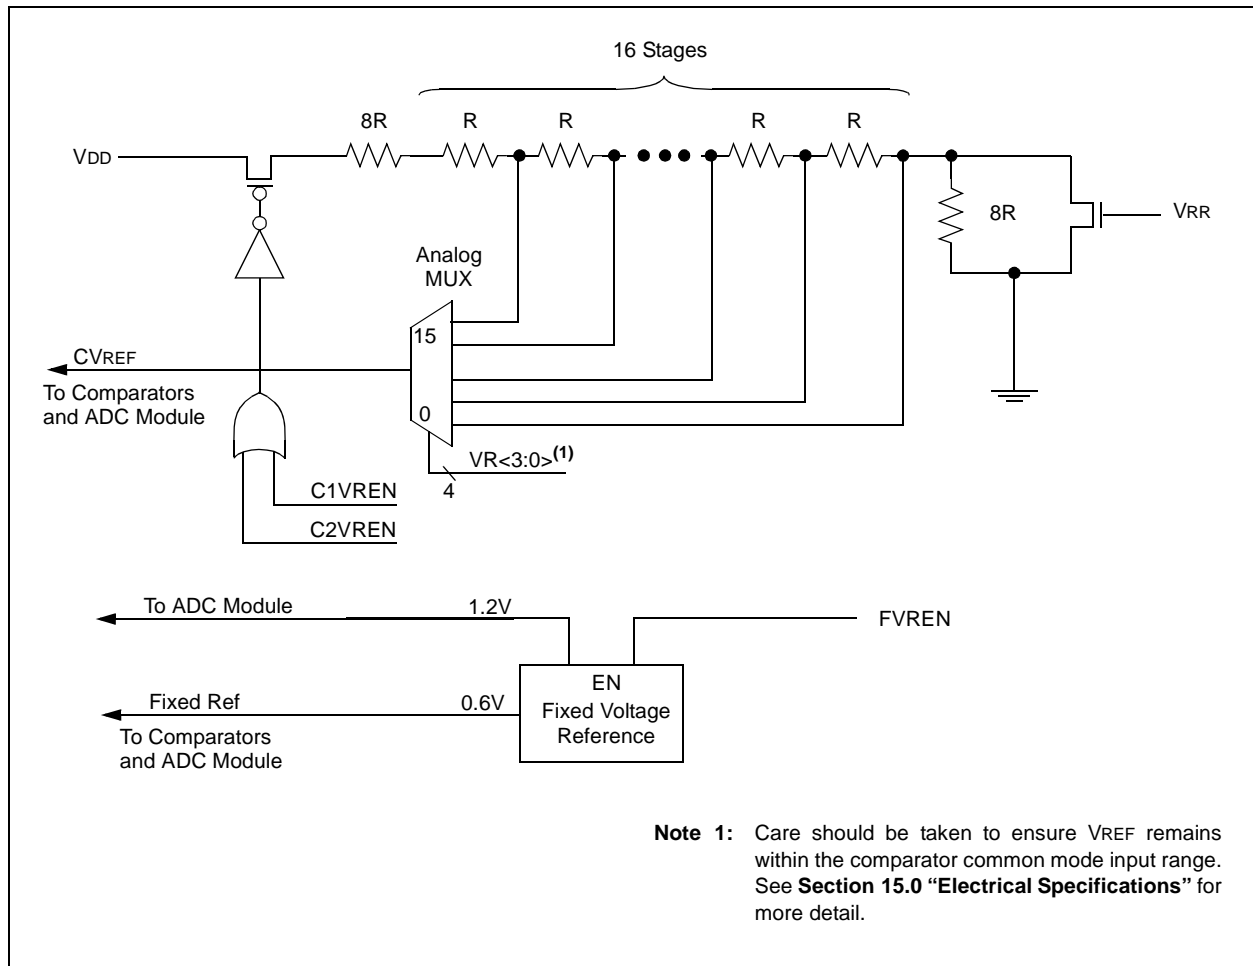 16 Stages
8R R R R R
VDD
8R
VRR
Analog
MUX
15
CVREF
To Comparators
and ADC Module
0
VR<3:0>(1)
4
C1VREN
C2VREN
To ADC Module 1.2V
FVREN
EN
Fixed Ref 0.6V
Fixed Voltage
Reference
To Comparators
and ADC Module
Note 1: Care should be taken to ensure VREF remains
within the comparator common mode input range.
See Section 15.0 “Electrical Specifications” for
more detail.